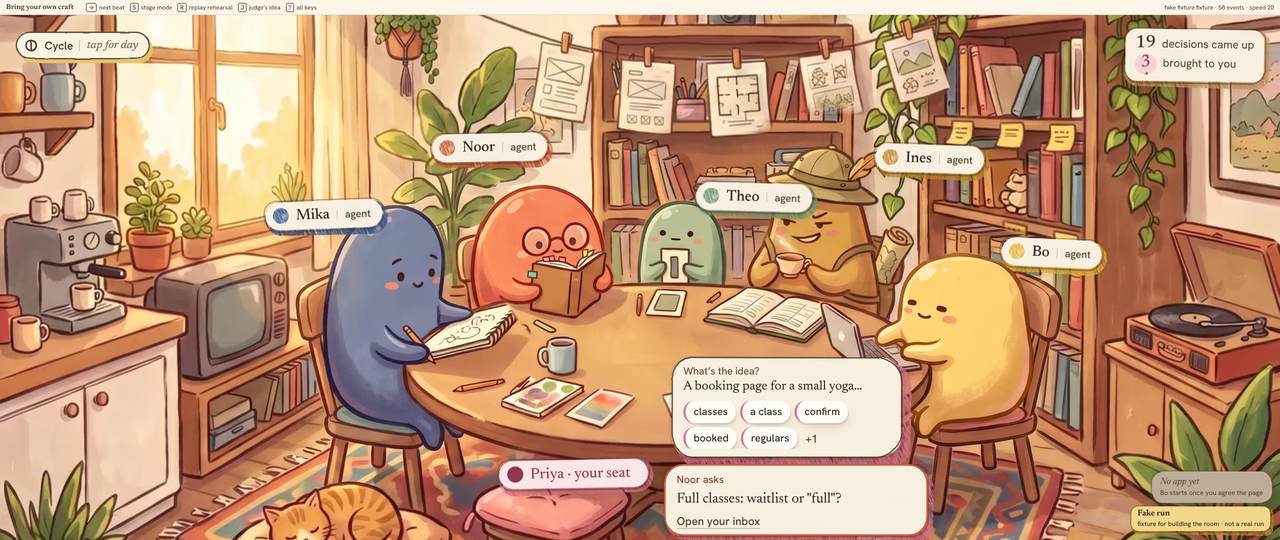 Bring your own craft
→ next beat S stage mode R replay rehearsal J judge's idea ? all keys
fake fixture fixture · 58 events · speed 20
Cycle tap for day
19 decisions came up
3 brought to you
Noor agent
Ines agent
Theo agent
Mika agent
Bo agent
What's the idea?
A booking page for a small yoga...
classes a class confirm
booked regulars +1
Priya · your seat
Noor asks
Full classes: waitlist or "full"?
Open your inbox
No app yet
Bo starts once you agree the page
Fake run
fixture for building the room · not a real run